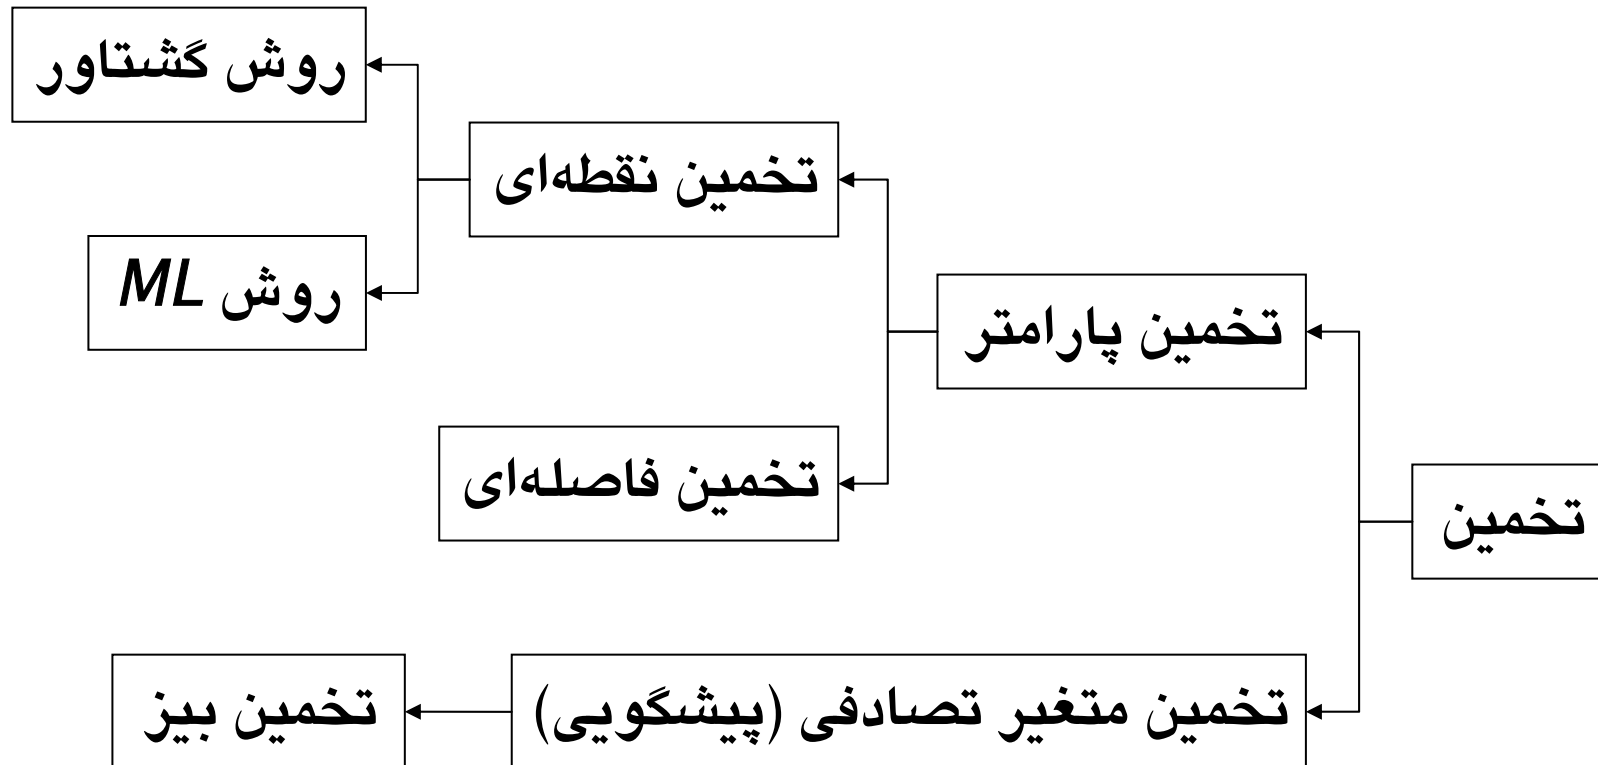 تخمین
تخمین پارامتر
تخمین نقطه‌ای
روش گشتاور
روش ML
تخمین فاصله‌ای
تخمین متغیر تصادفی (پیشگویی)
تخمین بیز